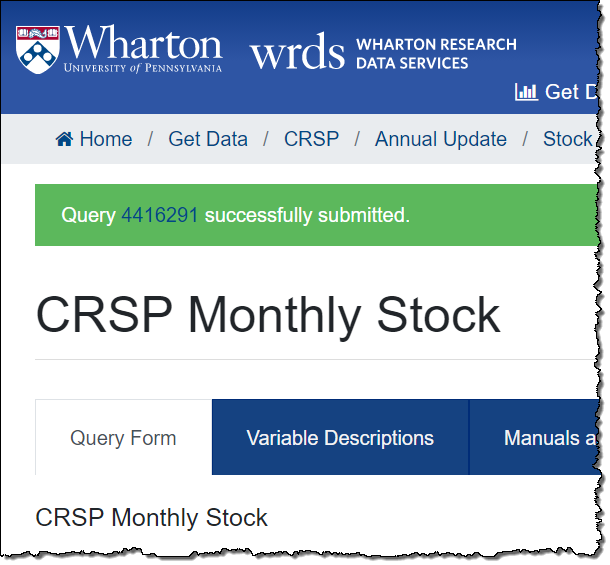 Wharton
UNIVERSITY OF PENNSYLVANIA
wrds
WHARTON RESEARCH
DATA SERVICES
Get D
Home / Get Data / CRSP / Annual Update / Stock
Query 4416291 successfully submitted.
CRSP Monthly Stock
Query Form
Variable Descriptions
Manuals a
CRSP Monthly Stock